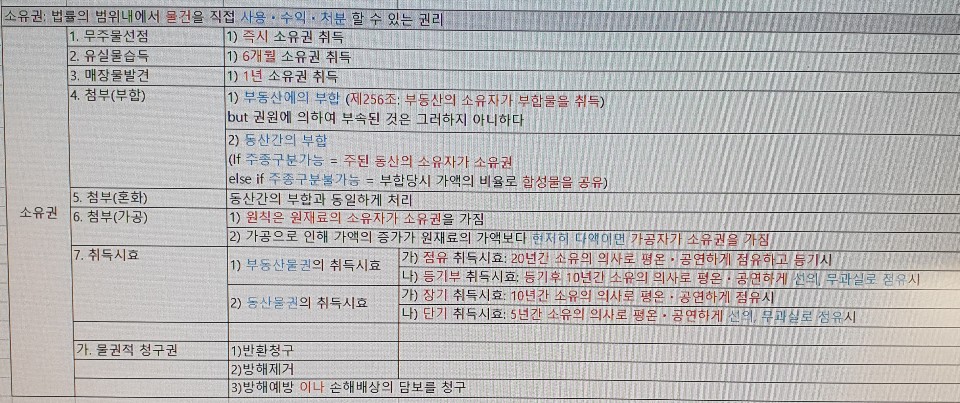 소유권: 법률의 범위내에서 물건을 직접 사용・수익・처분 할 수 있는 권리
소유권
1. 무주물선점
1) 즉시 소유권 취득
2. 유실물습득
1) 6개월 소유권 취득
3. 매장물발견
1) 1년 소유권 취득
4. 첨부(부합)
1) 부동산에의 부합 (제256조: 부동산의 소유자가 부합물을 취득)
but 권원에 의하여 부속된 것은 그러하지 아니하다
2) 동산간의 부합
(If 주종구분가능 = 주된 동산의 소유자가 소유권
else if 주종구분불가능 = 부합당시 가액의 비율로 합성물을 공유)
5. 첨부(혼화)
동산간의 부합과 동일하게 처리
6. 첨부(가공)
1) 원칙은 원재료의 소유자가 소유권을 가짐
2) 가공으로 인해 가액의 증가가 원재료의 가액보다 현저히 다액이면 가공자가 소유권을 가짐
7. 취득시효
1) 부동산물권의 취득시효
가) 점유 취득시효: 20년간 소유의 의사로 평온・공연하게 점유하고 등기시
나) 등기부 취득시효: 등기후 10년간 소유의 의사로 평온・공연하게 선의, 무과실로 점유시
2) 동산물권의 취득시효
가) 장기 취득시효: 10년간 소유의 의사로 평온・공연하게 점유시
나) 단기 취득시효: 5년간 소유의 의사로 평온・공연하게 선의, 무과실로 점유시
가. 물권적 청구권
1)반환청구
2)방해제거
3)방해예방 이나 손해배상의 담보를 청구